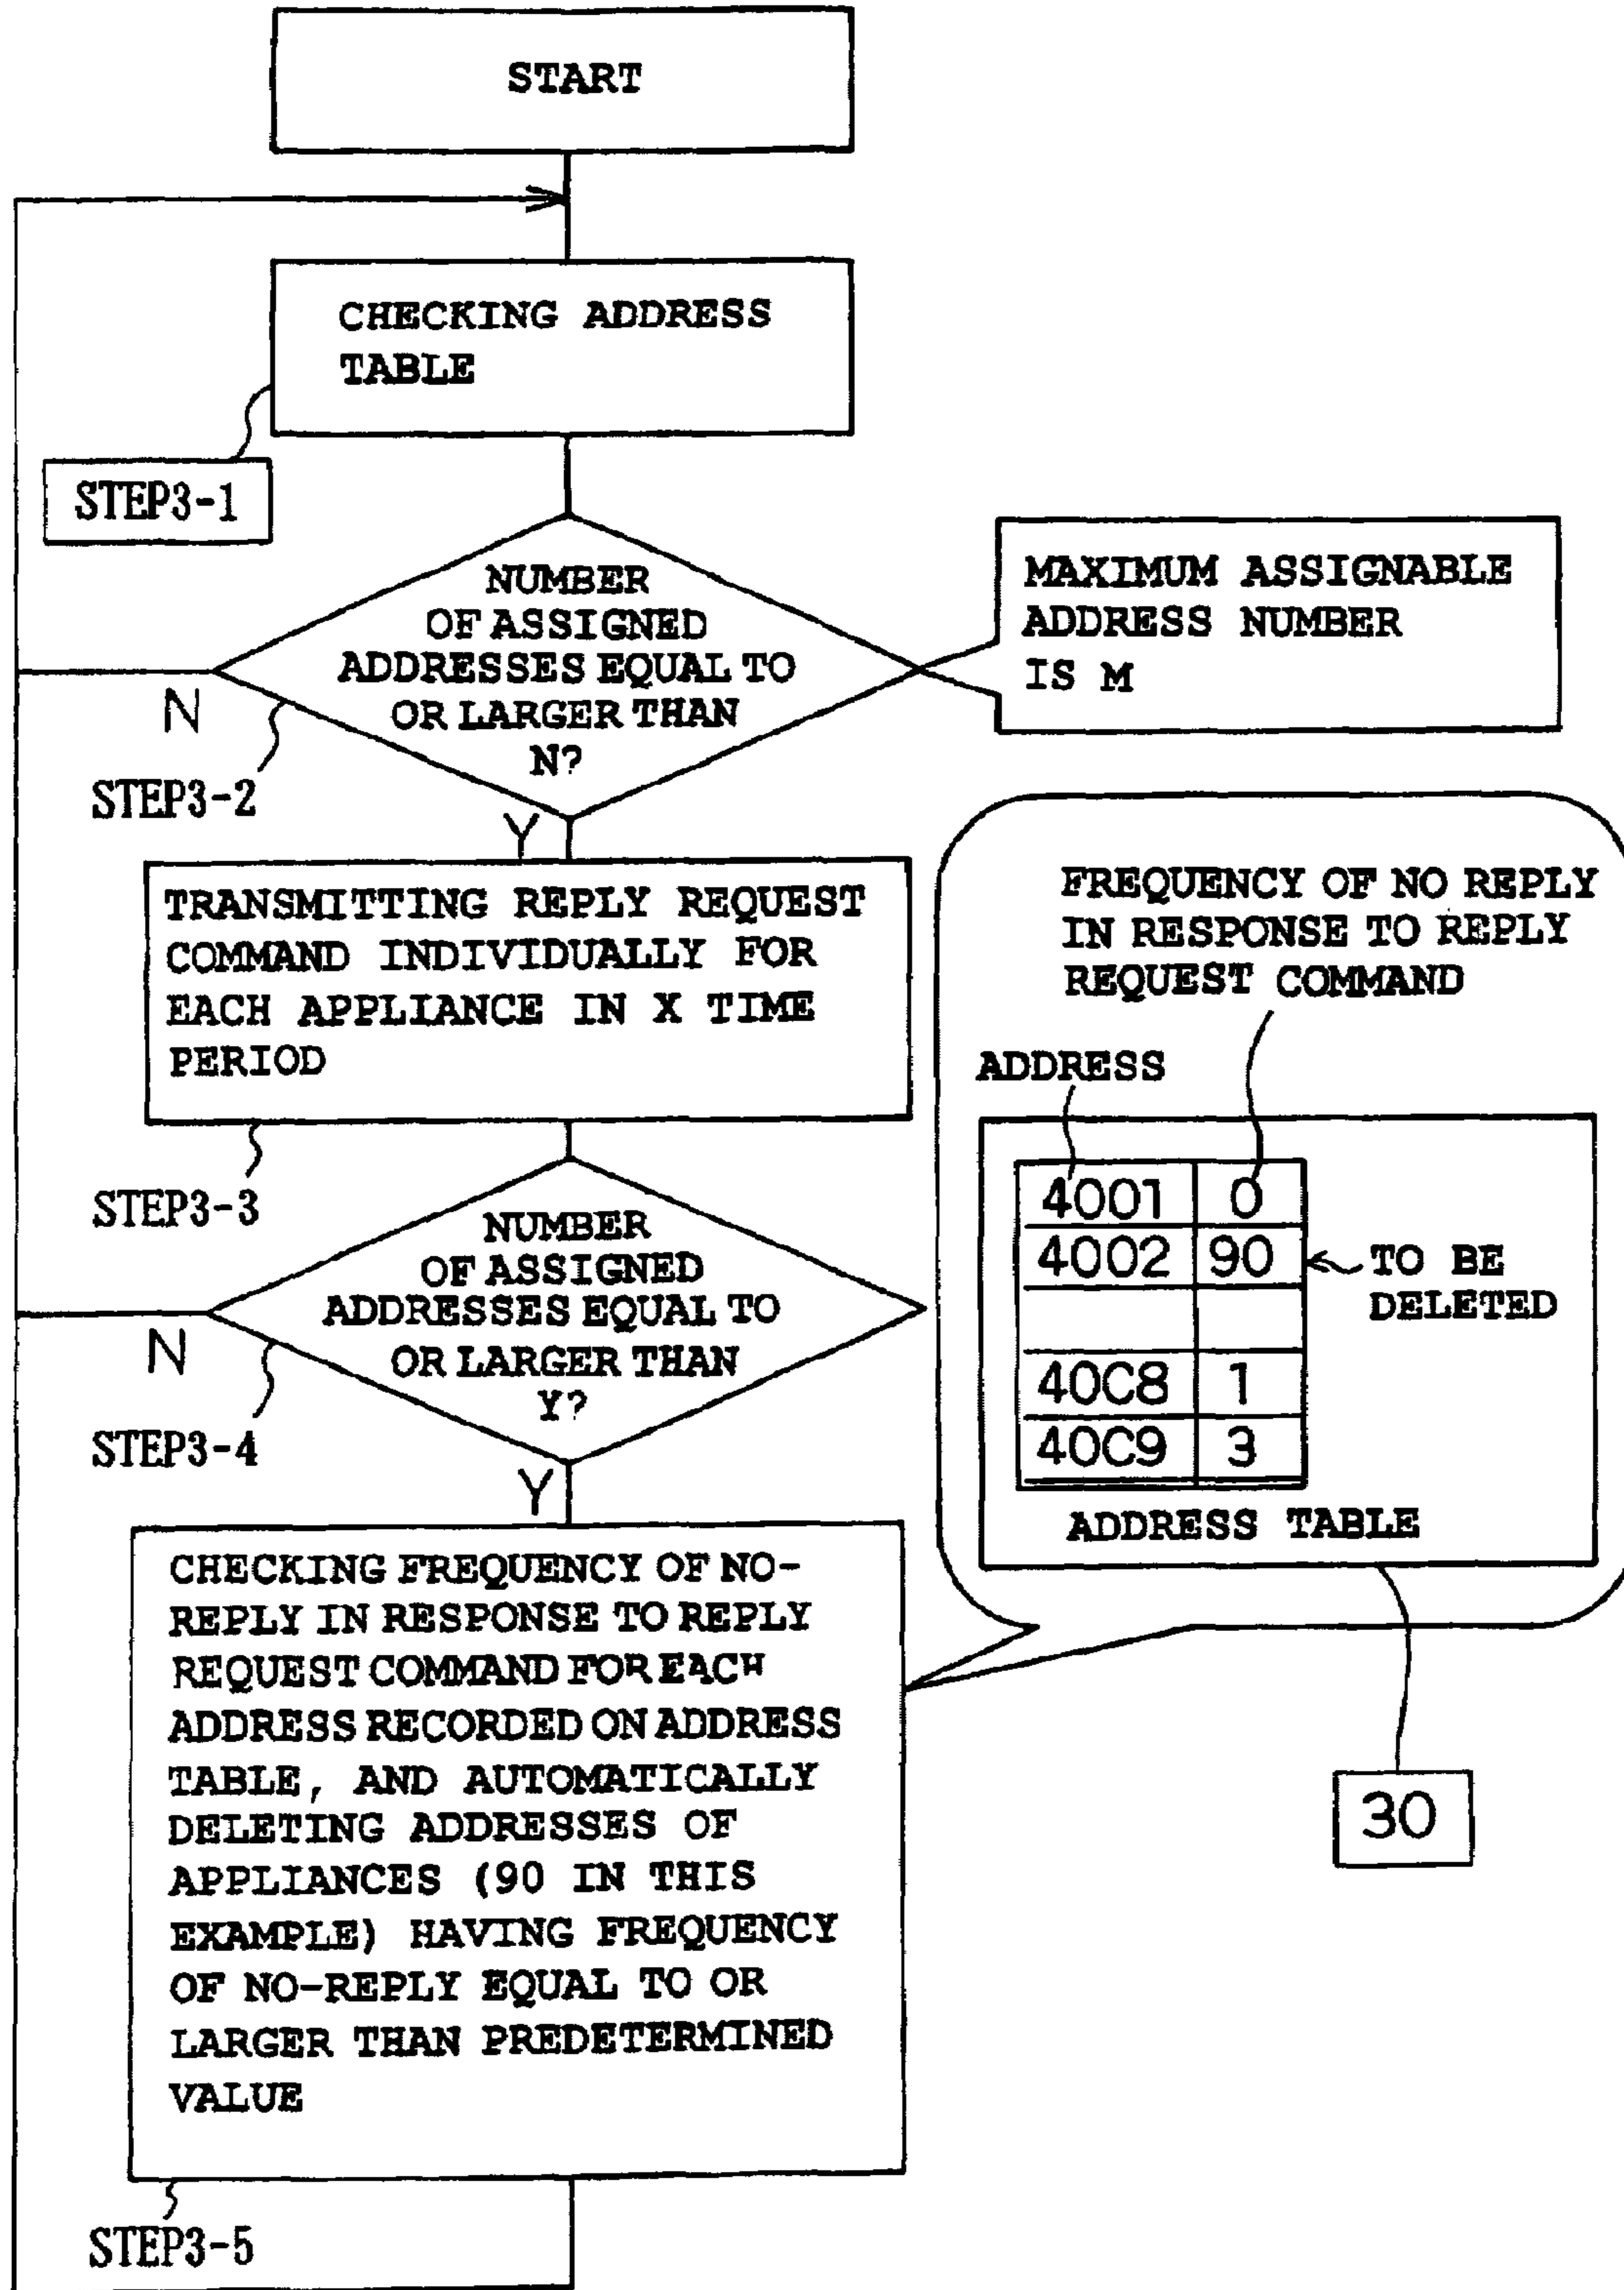 START
CHECKING ADDRESS
TABLE
STEP3-1
NUMBER
OF ASSIGNED
ADDRESSES EQUAL TO
OR LARGER THAN
N?
N
STEP3-2
Y
MAXIMUM ASSIGNABLE
ADDRESS NUMBER
IS M
TRANSMITTING REPLY REQUEST
COMMAND INDIVIDUALLY FOR
EACH APPLIANCE IN X TIME
PERIOD
STEP3-3
NUMBER
OF ASSIGNED
ADDRESSES EQUAL TO
OR LARGER THAN
Y?
N
STEP3-4
Y
FREQUENCY OF NO REPLY
IN RESPONSE TO REPLY
REQUEST COMMAND
ADDRESS
4001 0
4002 90
TO BE
DELETED
40C8 1
40C9 3
ADDRESS TABLE
30
CHECKING FREQUENCY OF NO-
REPLY IN RESPONSE TO REPLY
REQUEST COMMAND FOR EACH
ADDRESS RECORDED ON ADDRESS
TABLE, AND AUTOMATICALLY
DELETING ADDRESSES OF
APPLIANCES (90 IN THIS
EXAMPLE) HAVING FREQUENCY
OF NO-REPLY EQUAL TO OR
LARGER THAN PREDETERMINED
VALUE
STEP3-5